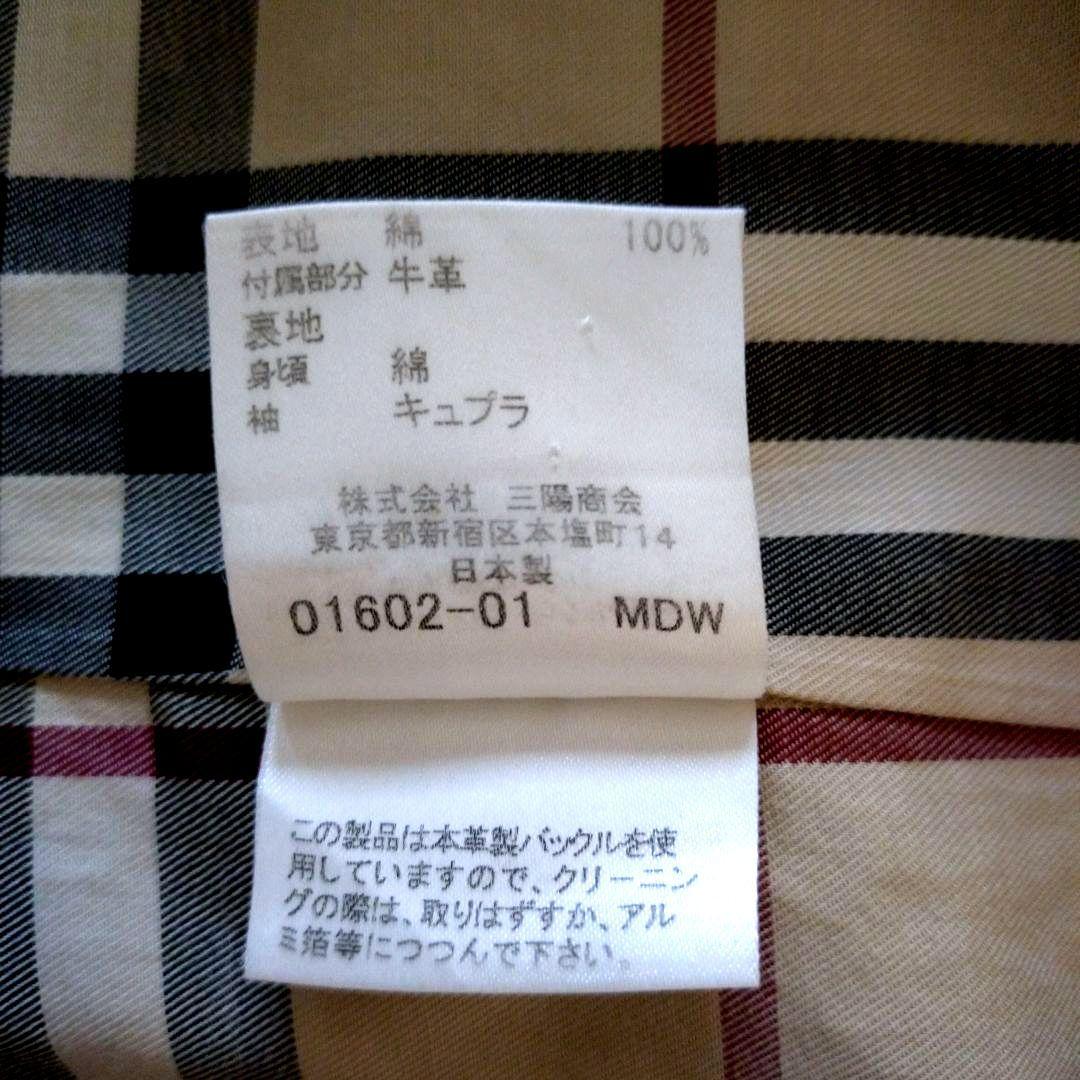 表地 綿 100%
付属部分 牛革
裏地
身頃 綿
袖 キュプラ
株式会社 三陽商会
東京都新宿区本塩町14
日本製
01602-01 MDW
この製品は本革製バックルを使
用していますので、クリーニン
グの際は、取りはずすか、アル
ミ箔等につつんで下さい。